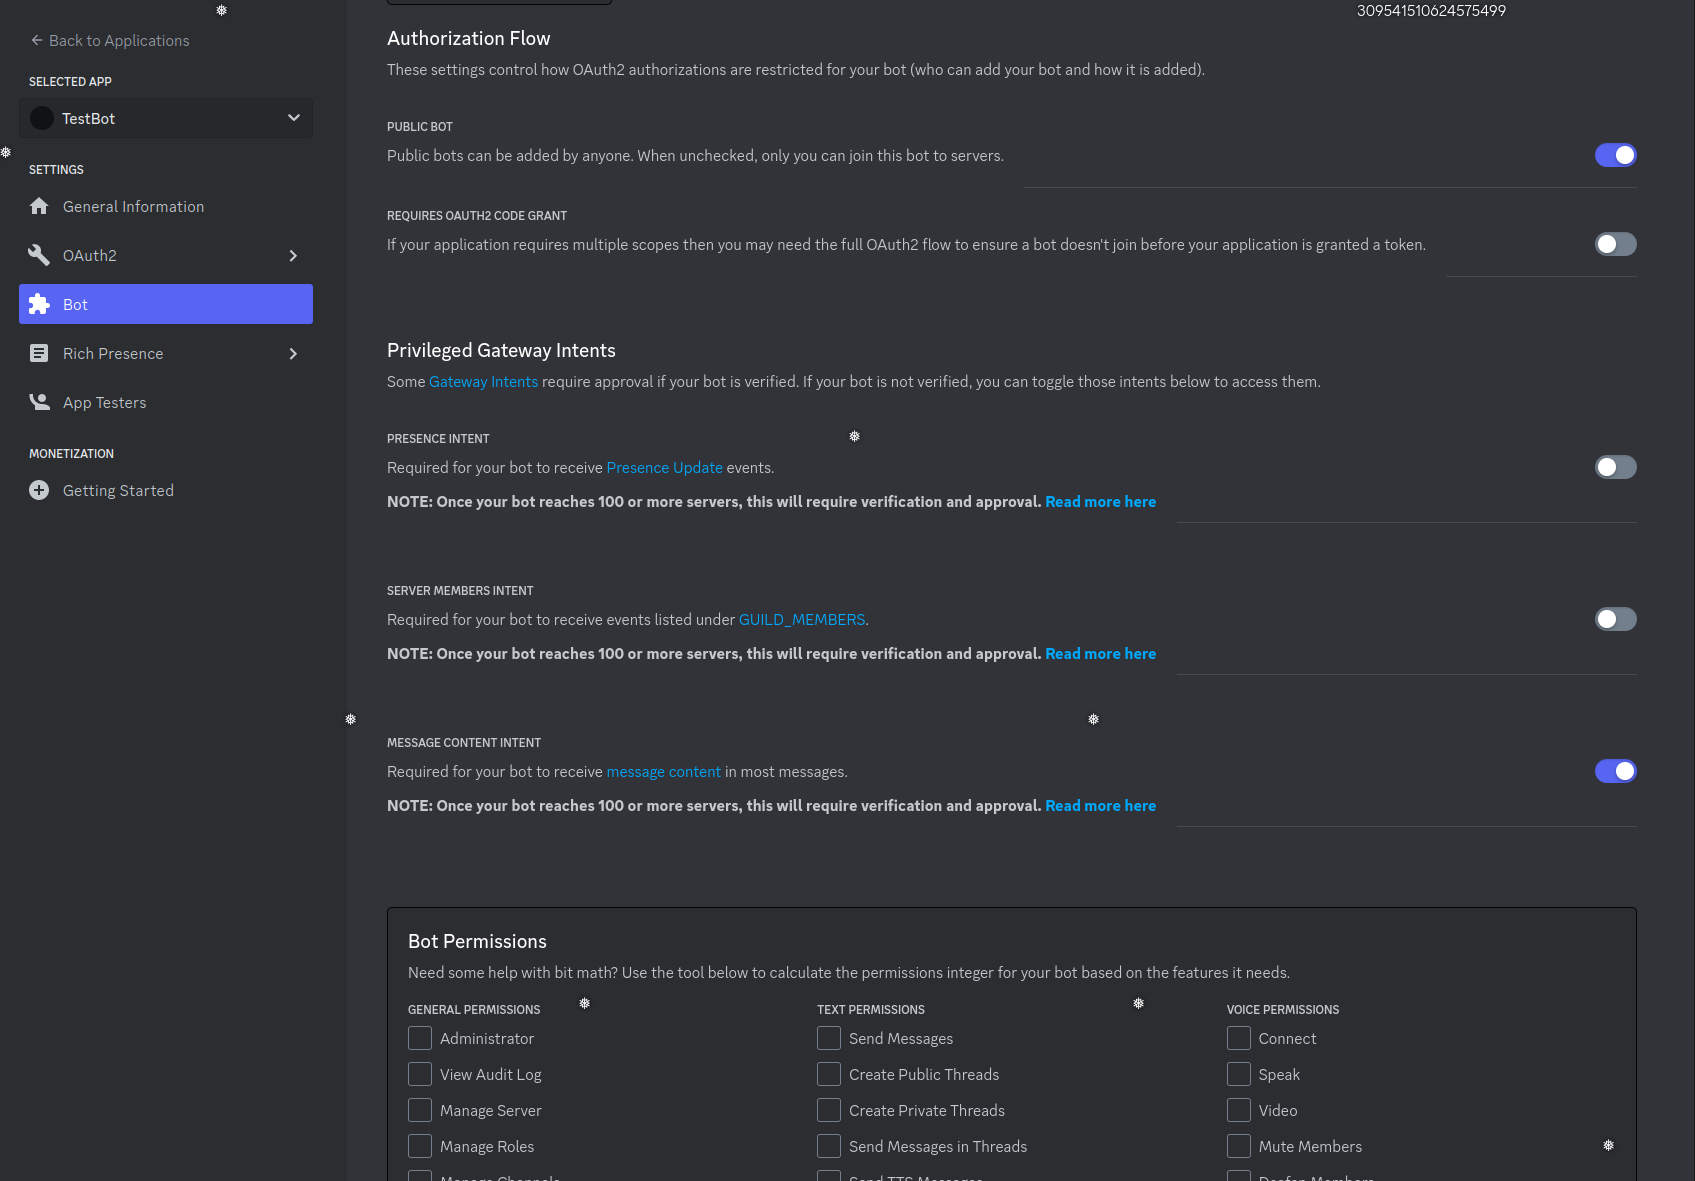 309541510624575499
Back to Applications
SELECTED APP
TestBot
SETTINGS
General Information
OAuth2
Bot
Rich Presence
App Testers
MONETIZATION
Getting Started
Authorization Flow
These settings control how OAuth2 authorizations are restricted for your bot (who can add your bot and how it is added).
PUBLIC BOT
Public bots can be added by anyone. When unchecked, only you can join this bot to servers.
REQUIRES OAUTH2 CODE GRANT
If your application requires multiple scopes then you may need the full OAuth2 flow to ensure a bot doesn't join before your application is granted a token.
Privileged Gateway Intents
Some Gateway Intents require approval if your bot is verified. If your bot is not verified, you can toggle those intents below to access them.
PRESENCE INTENT
Required for your bot to receive Presence Update events.
NOTE: Once your bot reaches 100 or more servers, this will require verification and approval. Read more here
SERVER MEMBERS INTENT
Required for your bot to receive events listed under GUILD_MEMBERS.
NOTE: Once your bot reaches 100 or more servers, this will require verification and approval. Read more here
MESSAGE CONTENT INTENT
Required for your bot to receive message content in most messages.
NOTE: Once your bot reaches 100 or more servers, this will require verification and approval. Read more here
Bot Permissions
Need some help with bit math? Use the tool below to calculate the permissions integer for your bot based on the features it needs.
GENERAL PERMISSIONS
Administrator
View Audit Log
Manage Server
Manage Roles
Manage Channels
TEXT PERMISSIONS
Send Messages
Create Public Threads
Create Private Threads
Send Messages in Threads
Send TTS Messages
VOICE PERMISSIONS
Connect
Speak
Video
Mute Members
Deafen Members